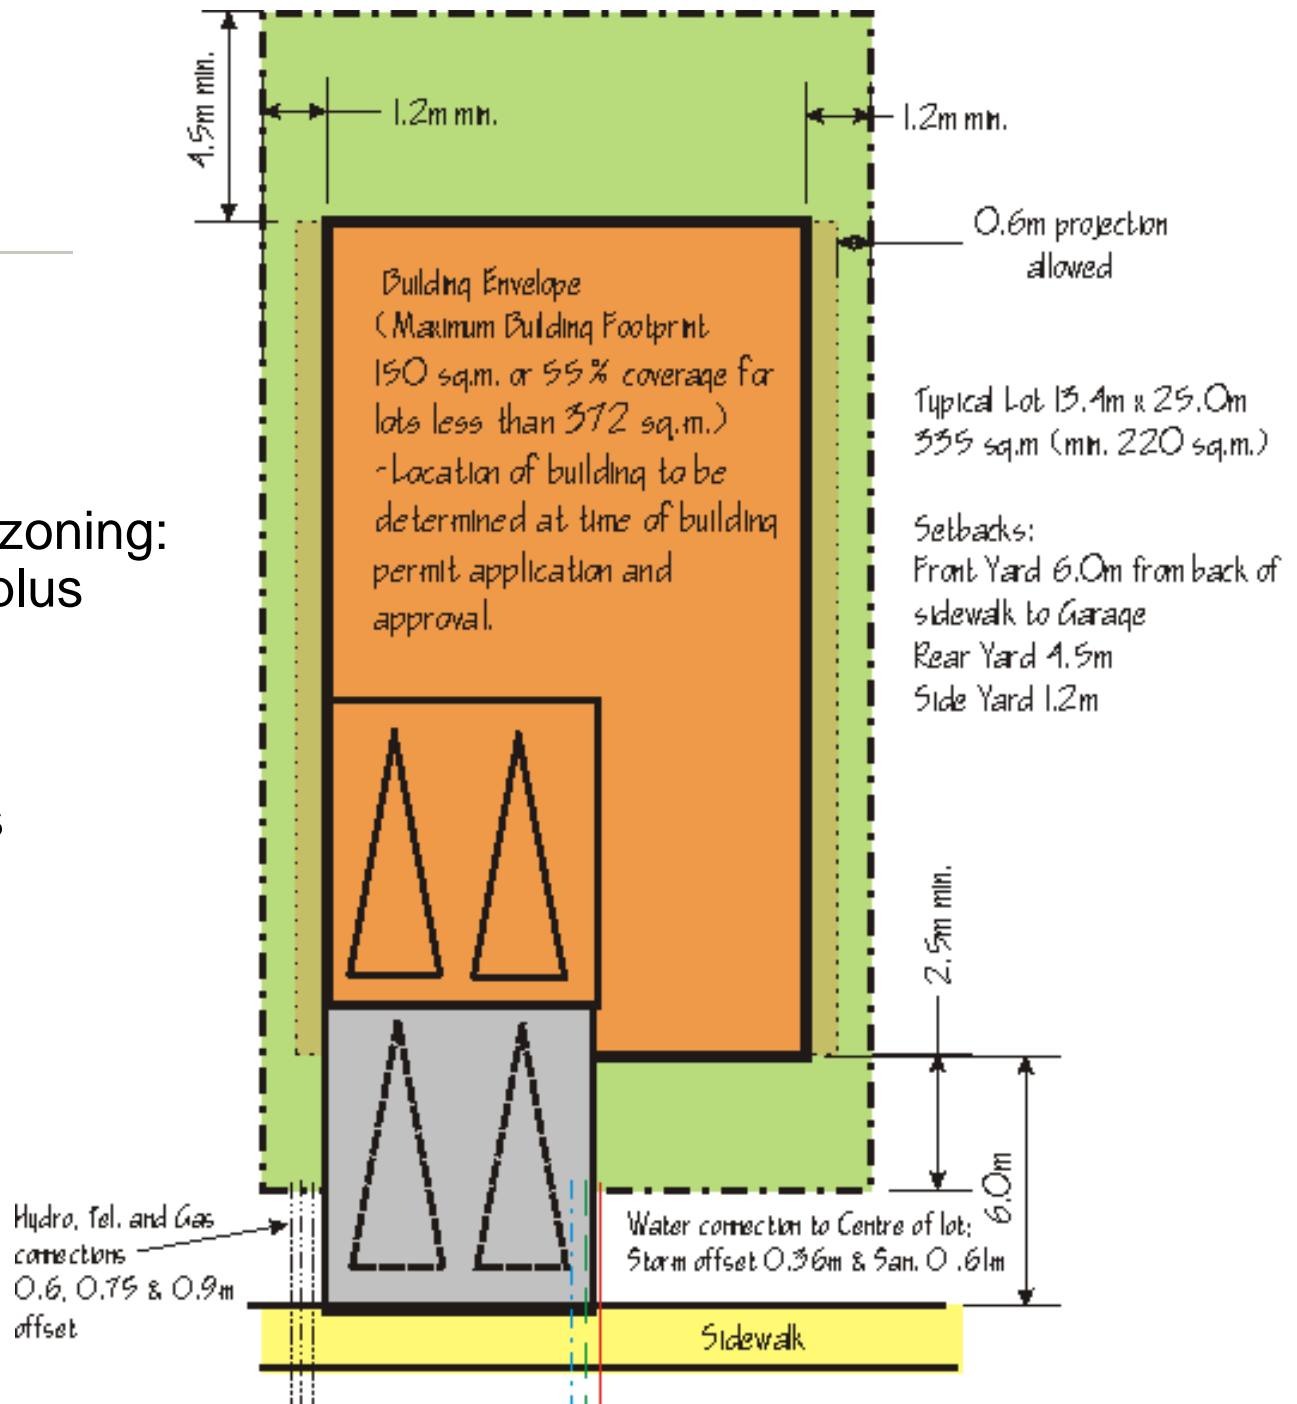 4.5m min.
1.2m min.
1.2m min.
0.6m projection
allowed
Building Envelope
(Maximum Building Footprint
150 sq.m. or 55% coverage for
lots less than 372 sq.m.)
-Location of building to be
determined at time of building
permit application and
approval.
Typical Lot 13.4m x 25.0m
335 sq.m (min. 220 sq.m.)
Setbacks:
Front Yard 6.0m from back of
sidewalk to Garage
Rear Yard 4.5m
Side Yard 1.2m
zoning:
plus
s
2.5m min.
6.0m
Hydro, Tel. and Gas
connections
0.6, 0.75 & 0.9m
offset
Water connection to Centre of lot;
Storm offset 0.36m & San. 0.61m
Sidewalk